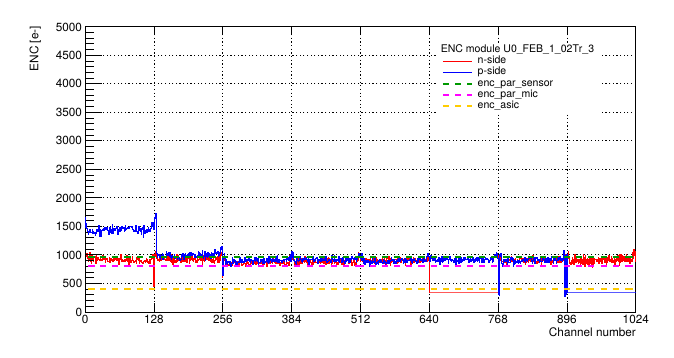 ENC [e-]
5000
4500
4000
3500
3000
2500
2000
1500
1000
500
0
ENC module U0_FEB_1_02Tr_3
n-side
p-side
enc_par_sensor
enc_par_mic
enc_asic
0 128 256 384 512 640 768 896 1024
Channel number